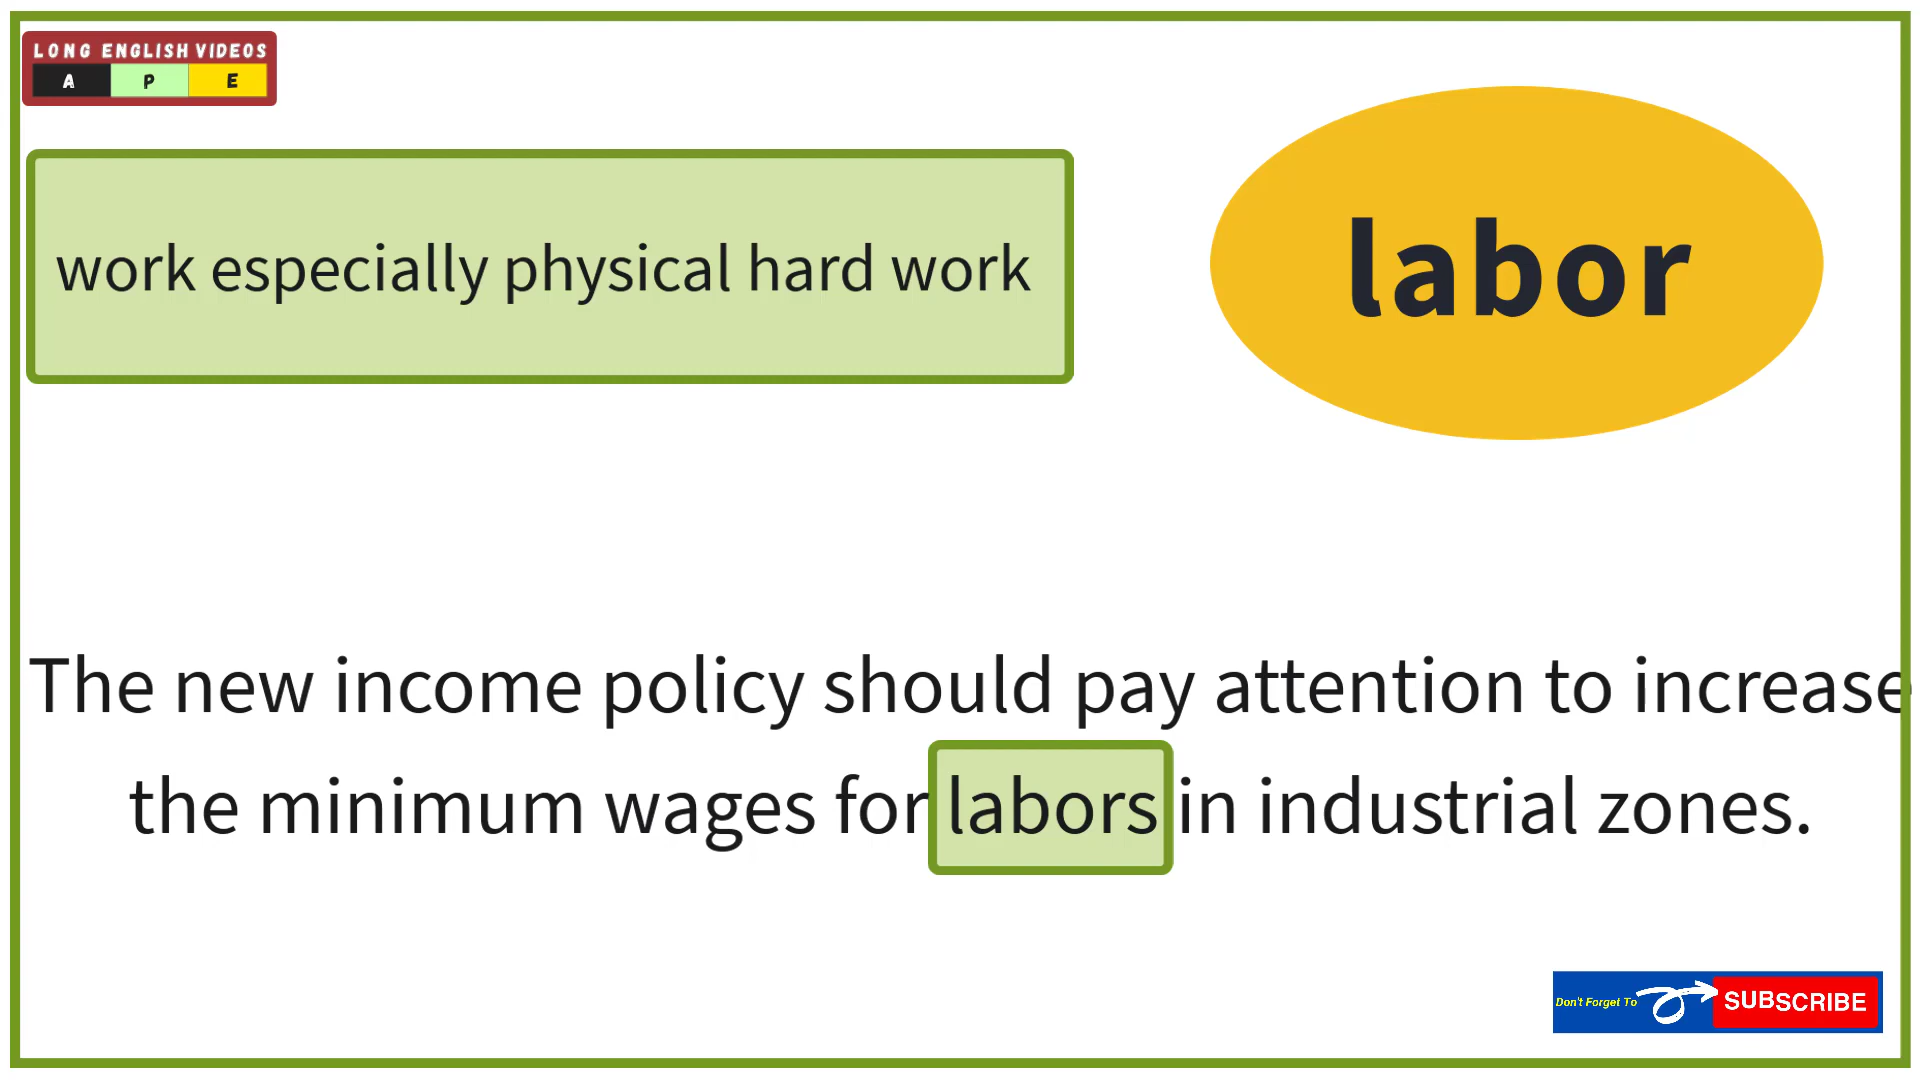 LONG ENGLISH VIDEOS
A P E
work especially physical hard work
labor
The new income policy should pay attention to increase
the minimum wages for labors in industrial zones.
Don't Forget To SUBSCRIBE